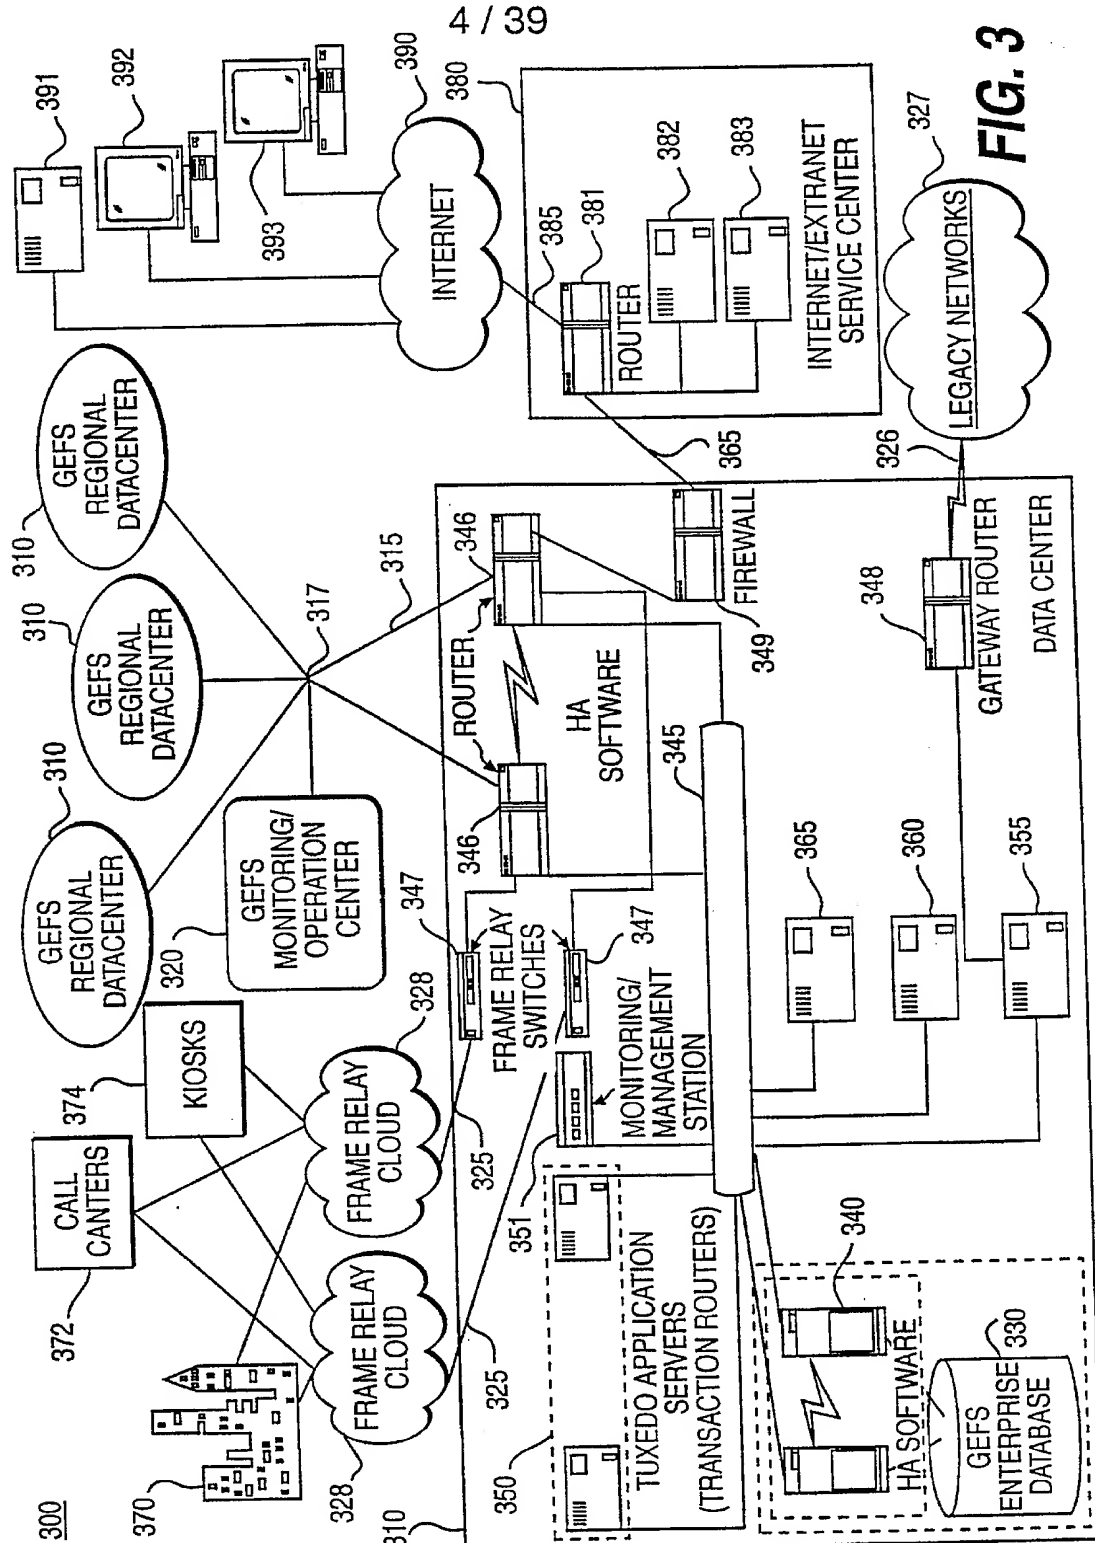 4 / 39
300
370
372
CALL
CANTERS
374
KIOSKS
328
FRAME RELAY
CLOUD
328
FRAME RELAY
CLOUD
325
325
310
GEFS
REGIONAL
DATACENTER
310
GEFS
REGIONAL
DATACENTER
310
GEFS
REGIONAL
DATACENTER
320
GEFS
MONITORING/
OPERATION
CENTER
317
315
391
392
393
390
INTERNET
380
385
381
ROUTER
382
383
INTERNET/EXTRANET
SERVICE CENTER
365
327
LEGACY NETWORKS
326
310
347
FRAME RELAY
SWITCHES
347
346
ROUTER
346
HA
SOFTWARE
349
FIREWALL
348
GATEWAY ROUTER
DATA CENTER
345
351
MONITORING/
MANAGEMENT
STATION
350
TUXEDO APPLICATION
SERVERS
(TRANSACTION ROUTERS)
365
360
355
340
HA SOFTWARE
330
GEFS
ENTERPRISE
DATABASE
FIG. 3